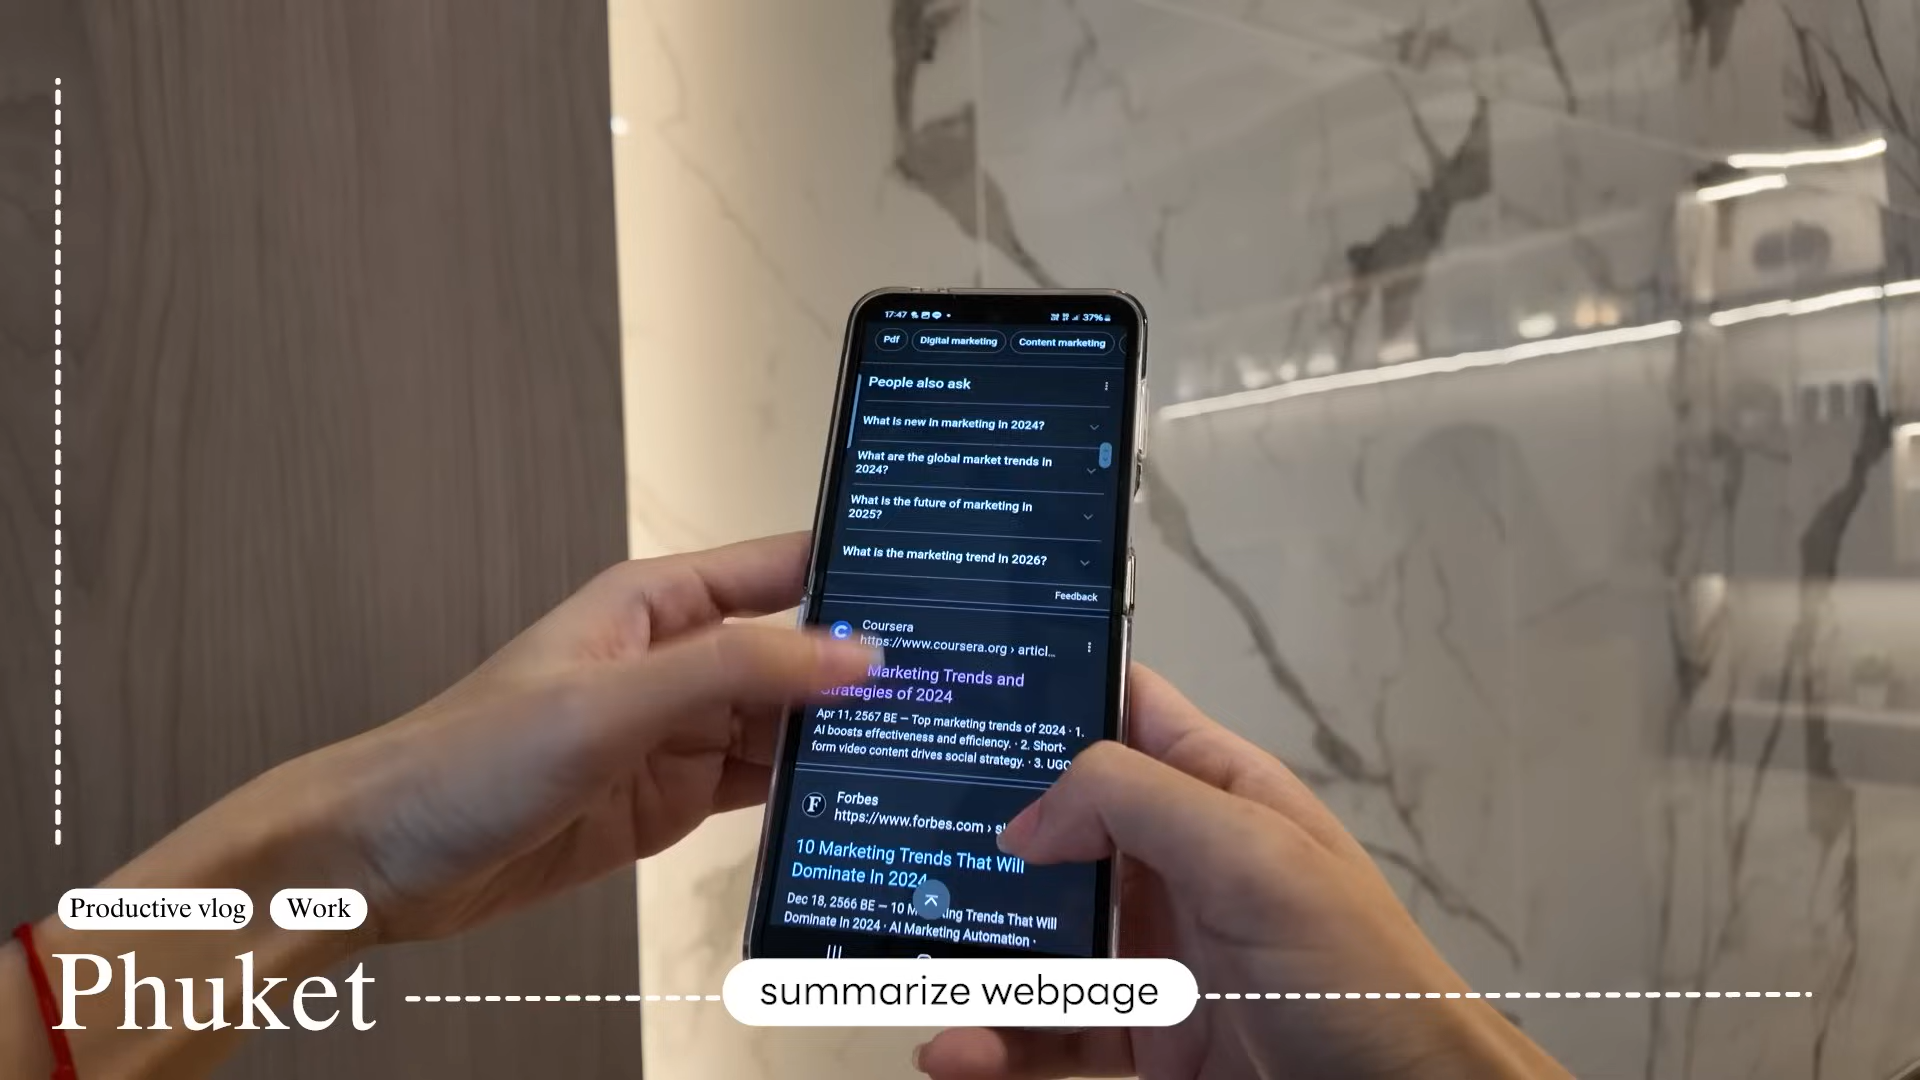 17:47
37%
Pdf
Digital marketing
Content marketing
People also ask
What is new in marketing in 2024?
What are the global market trends in
2024?
What is the future of marketing in
2025?
What is the marketing trend in 2026?
Feedback
Coursera
https://www.coursera.org › articl...
Marketing Trends and
Strategies of 2024
Apr 11, 2567 BE — Top marketing trends of 2024 · 1.
AI boosts effectiveness and efficiency. · 2. Short-
form video content drives social strategy. · 3. UGC
F Forbes
https://www.forbes.com ›
10 Marketing Trends That Will
Dominate In 2024
Dec 18, 2566 BE — 10 Trends That Will
Dominate In 2024 · AI Marketing Automation ·
Productive vlog
Work
Phuket
summarize webpage